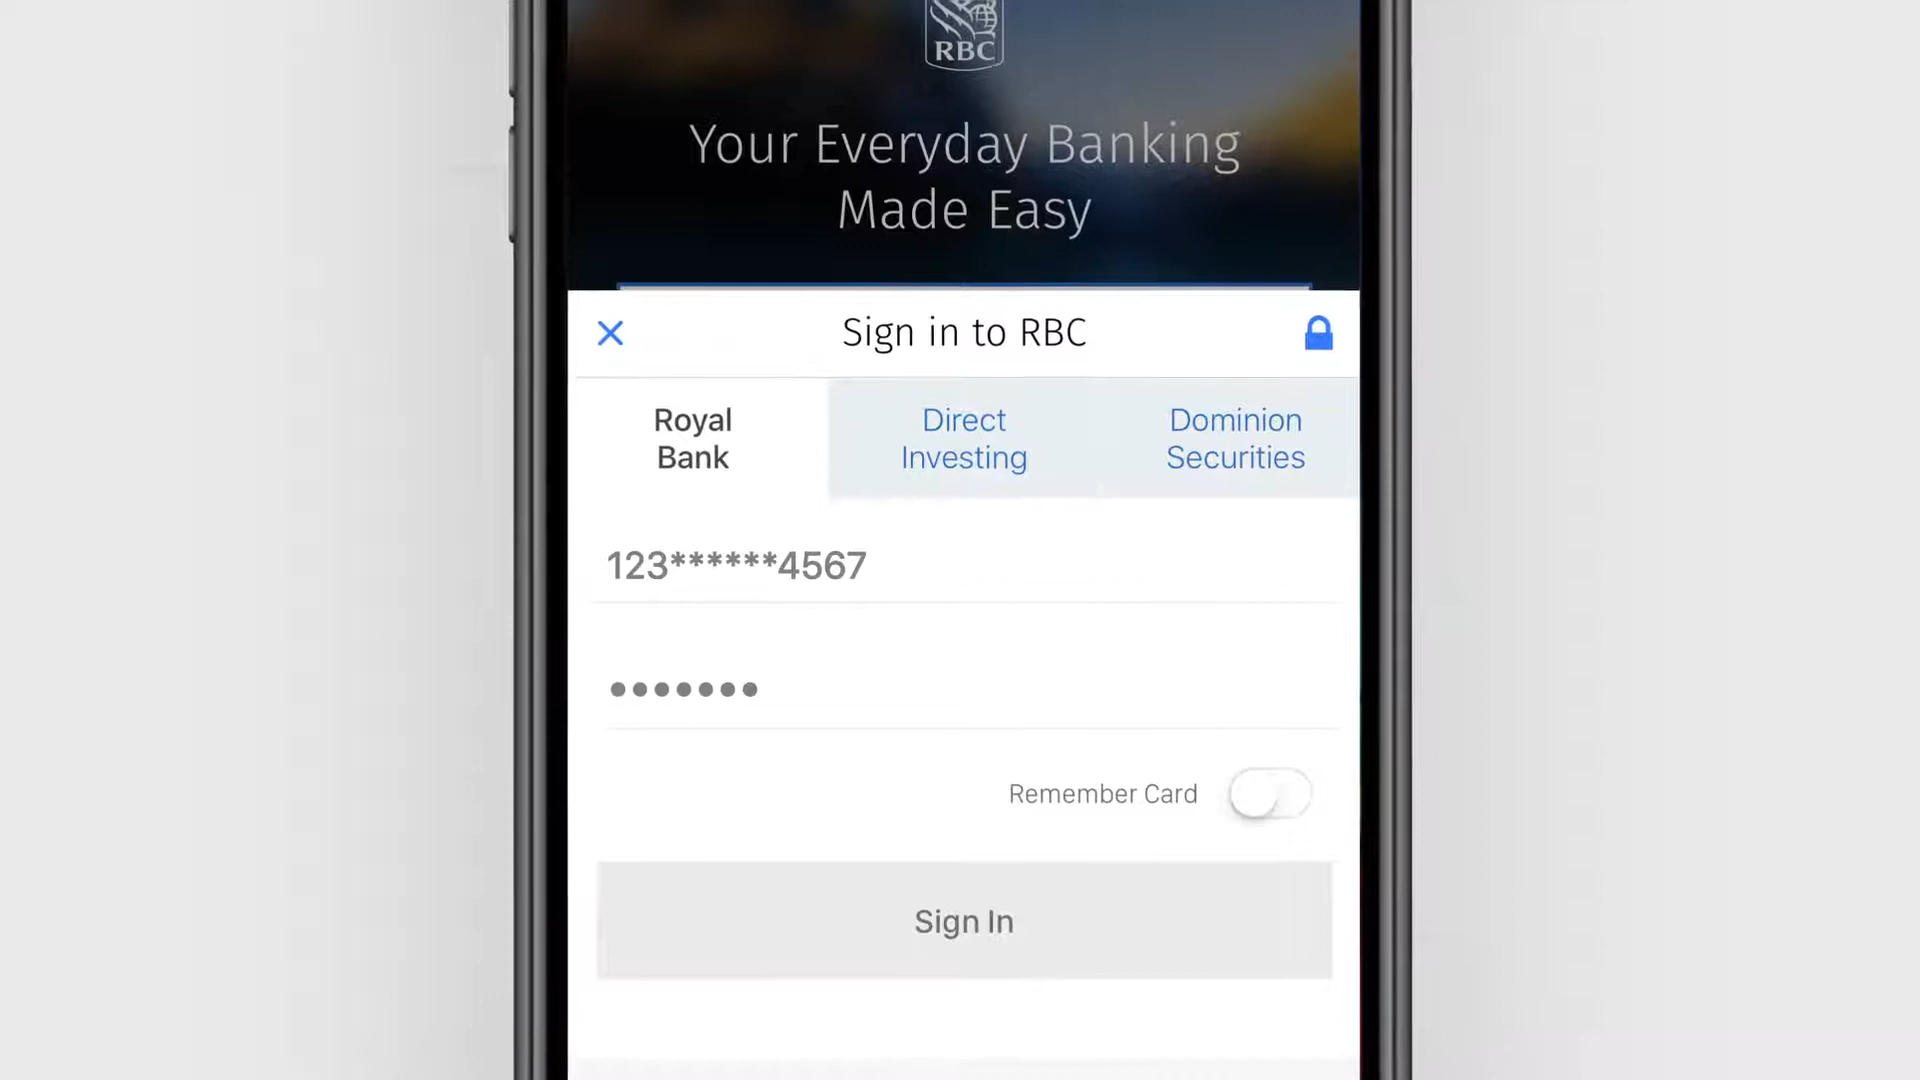 RBC
Your Everyday Banking
Made Easy
Sign in to RBC
Royal
Bank
Direct
Investing
Dominion
Securities
123******4567
•••••••
Remember Card
Sign In